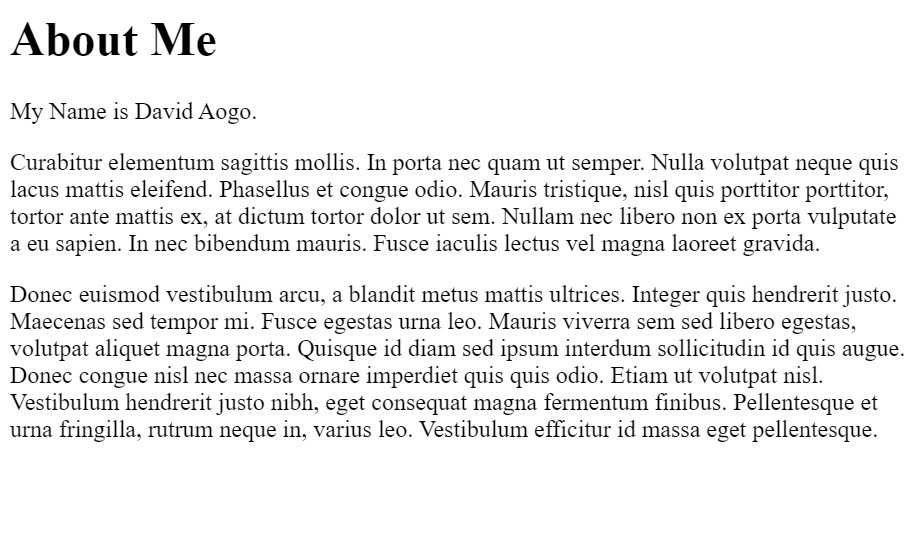 About Me
My Name is David Aogo.
Curabitur elementum sagittis mollis. In porta nec quam ut semper. Nulla volutpat neque quis
lacus mattis eleifend. Phasellus et congue odio. Mauris tristique, nisl quis porttitor porttitor,
tortor ante mattis ex, at dictum tortor dolor ut sem. Nullam nec libero non ex porta vulputate
a eu sapien. In nec bibendum mauris. Fusce iaculis lectus vel magna laoreet gravida.
Donec euismod vestibulum arcu, a blandit metus mattis ultrices. Integer quis hendrerit justo.
Maecenas sed tempor mi. Fusce egestas urna leo. Mauris viverra sem sed libero egestas,
volutpat aliquet magna porta. Quisque id diam sed ipsum interdum sollicitudin id quis augue.
Donec congue nisl nec massa ornare imperdiet quis quis odio. Etiam ut volutpat nisl.
Vestibulum hendrerit justo nibh, eget consequat magna fermentum finibus. Pellentesque et
urna fringilla, rutrum neque in, varius leo. Vestibulum efficitur id massa eget pellentesque.